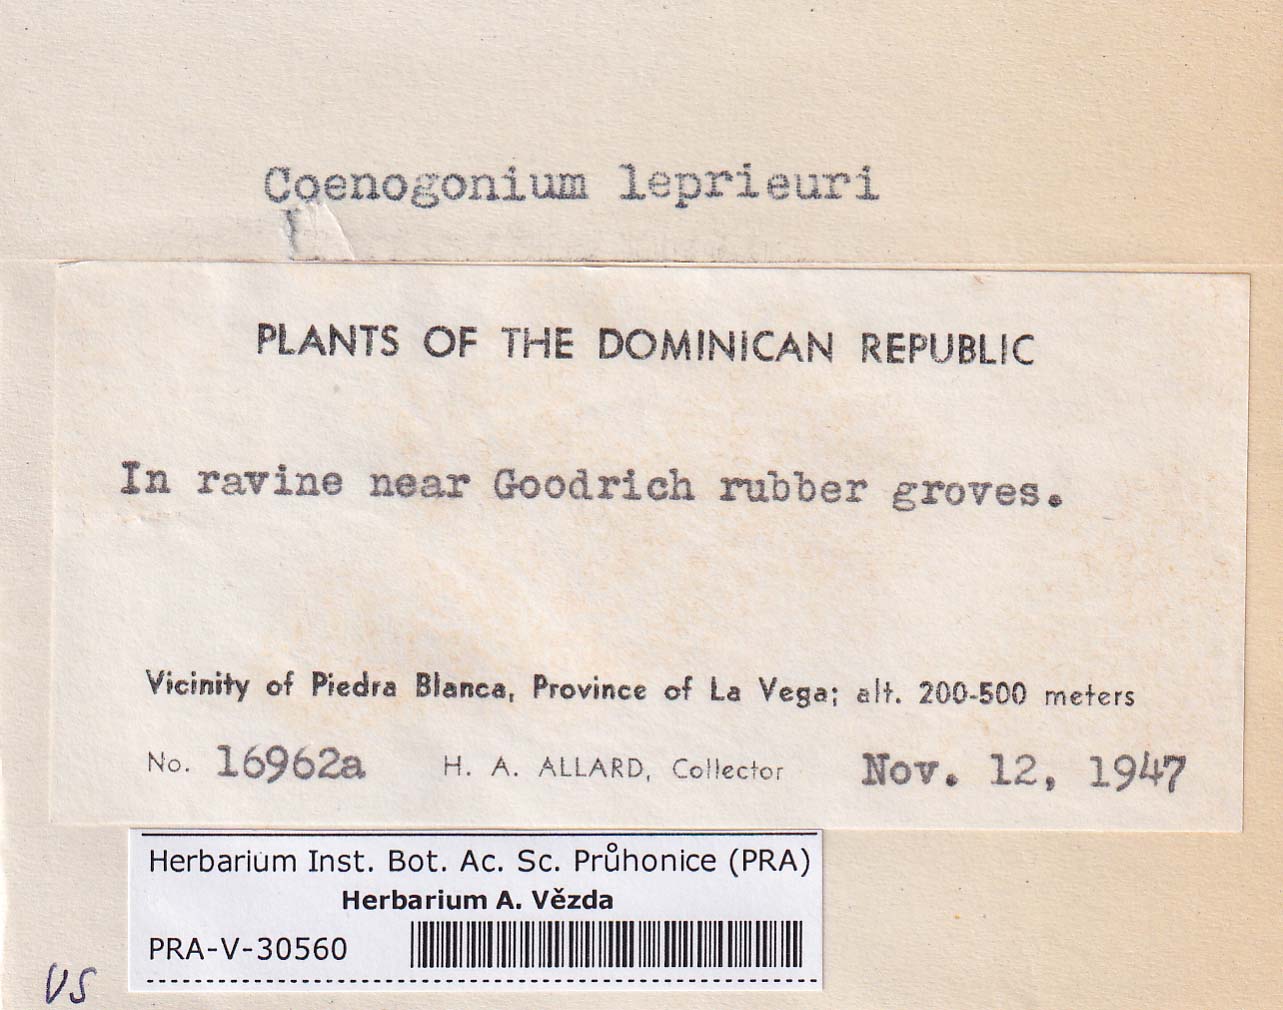 Coenogonium leprieuri
PLANTS OF THE DOMINICAN REPUBLIC
In ravine near Goodrich rubber groves.
Vicinity of Piedra Blanca, Province of La Vega; alt. 200-500 meters
No. 16962a H. A. ALLARD, Collector Nov. 12, 1947
Herbarium Inst. Bot. Ac. Sc. Průhonice (PRA)
Herbarium A. Vězda
PRA-V-30560
VS